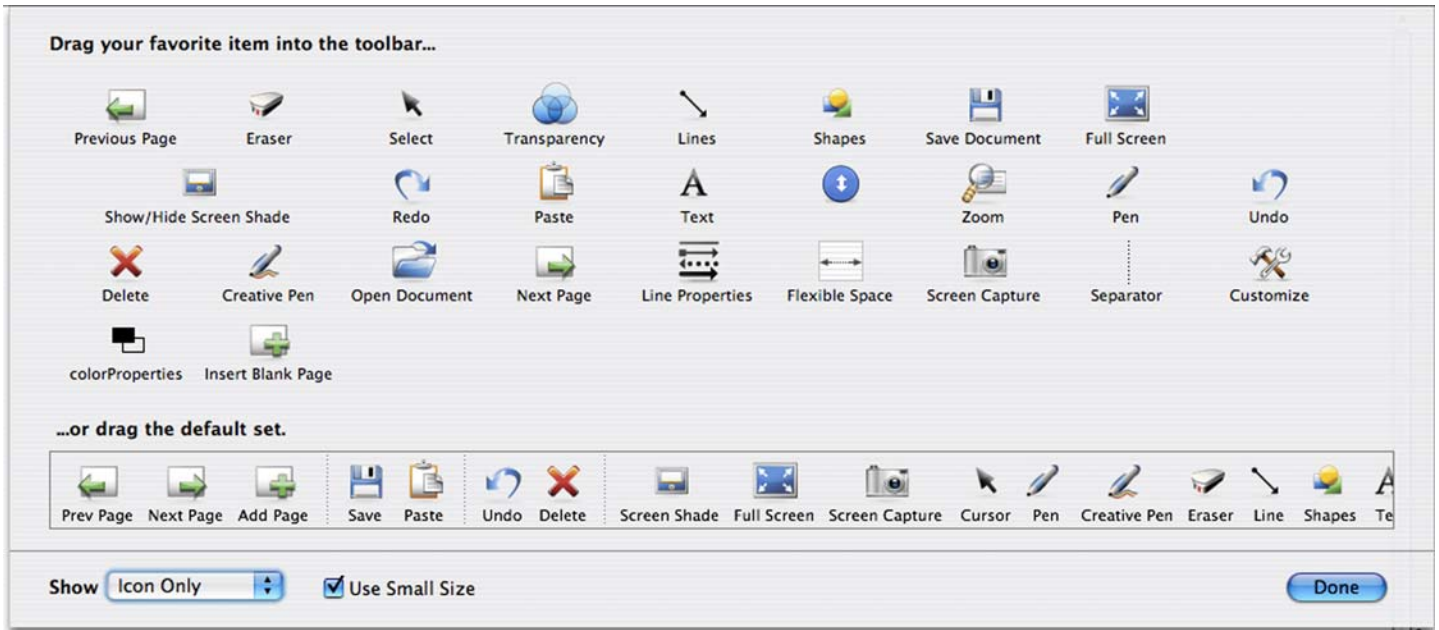 Drag your favorite item into the toolbar...
Previous Page Eraser Select Transparency Lines Shapes Save Document Full Screen
Show/Hide Screen Shade Redo Paste Text Zoom Pen Undo
Delete Creative Pen Open Document Next Page Line Properties Flexible Space Screen Capture Separator Customize
colorProperties Insert Blank Page
...or drag the default set.
Prev Page Next Page Add Page Save Paste Undo Delete Screen Shade Full Screen Screen Capture Cursor Pen Creative Pen Eraser Line Shapes Te
Show Icon Only Use Small Size Done